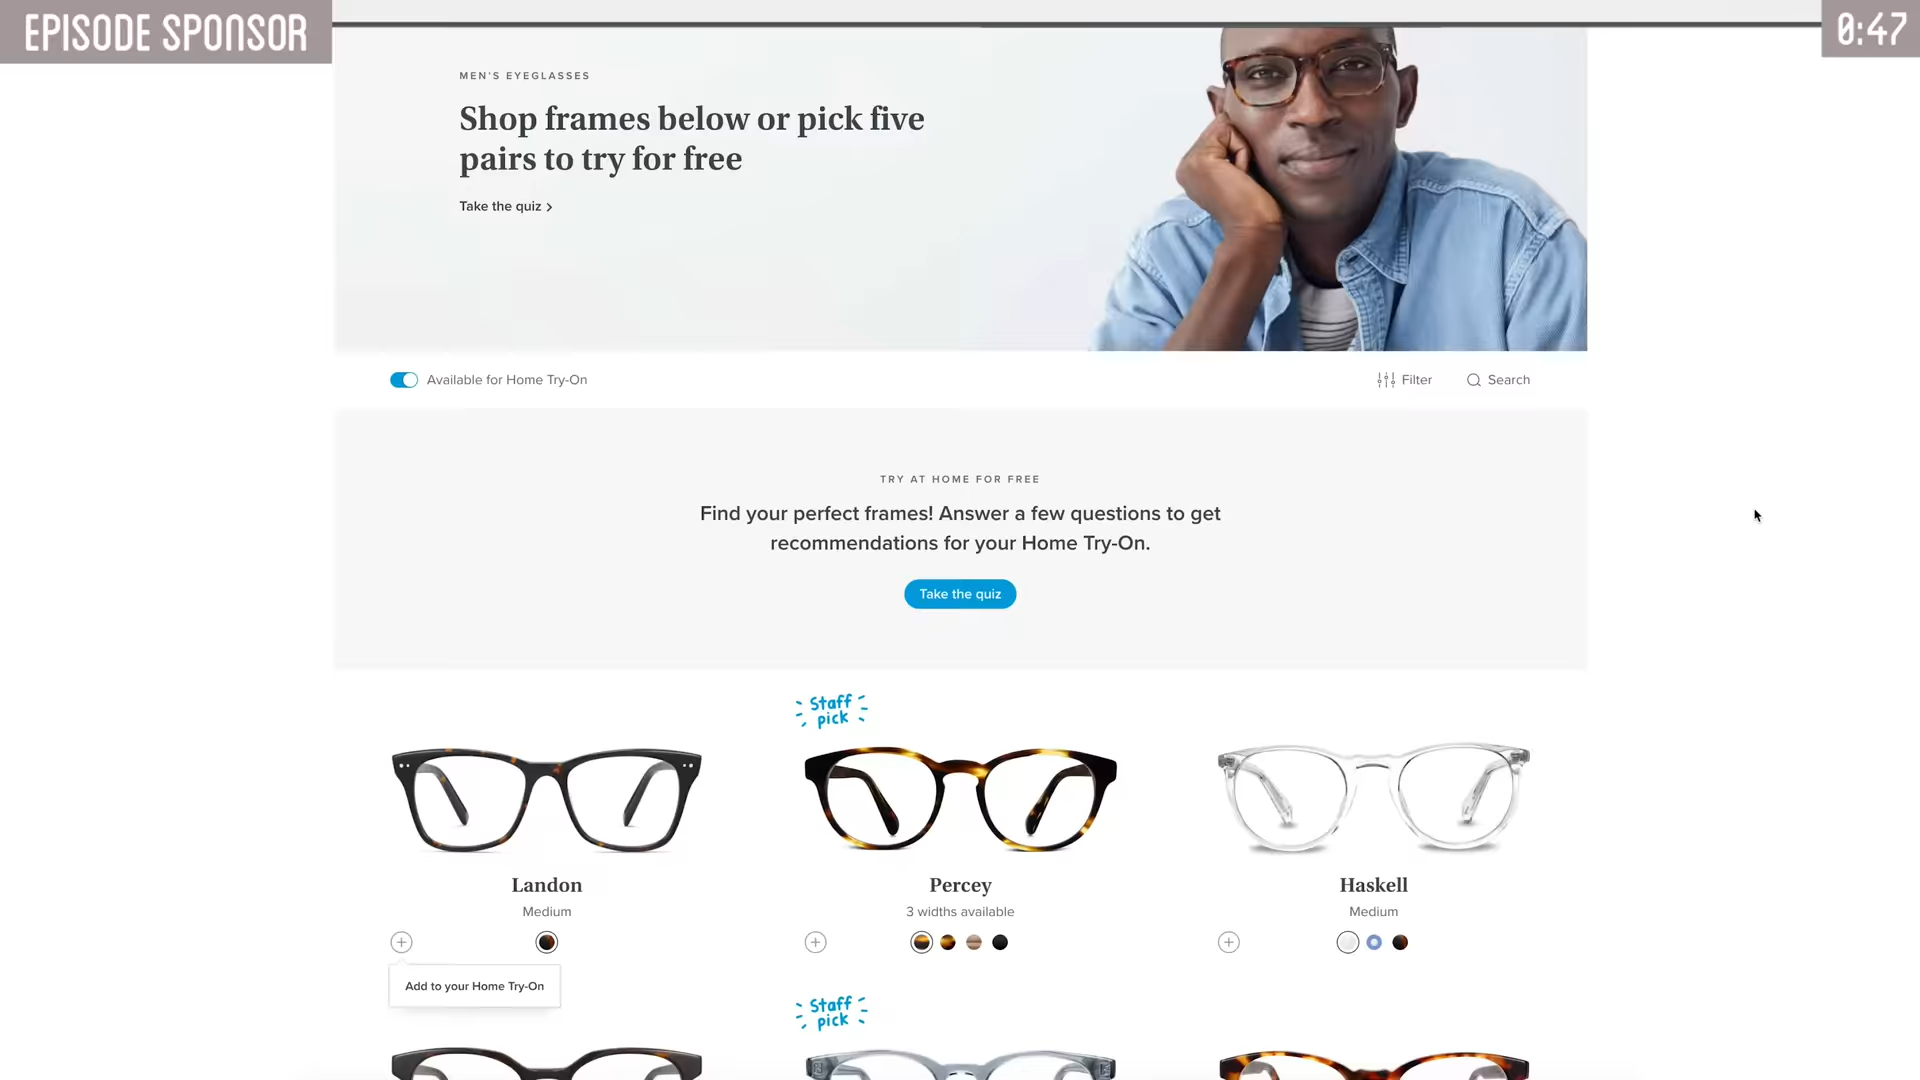 EPISODE SPONSOR
0:47
MEN'S EYEGLASSES
Shop frames below or pick five
pairs to try for free
Take the quiz
Available for Home Try-On
Filter
Search
TRY AT HOME FOR FREE
Find your perfect frames! Answer a few questions to get
recommendations for your Home Try-On.
Take the quiz
Staff
pick
Landon
Medium
Percey
3 widths available
Haskell
Medium
Add to your Home Try-On
Staff
pick